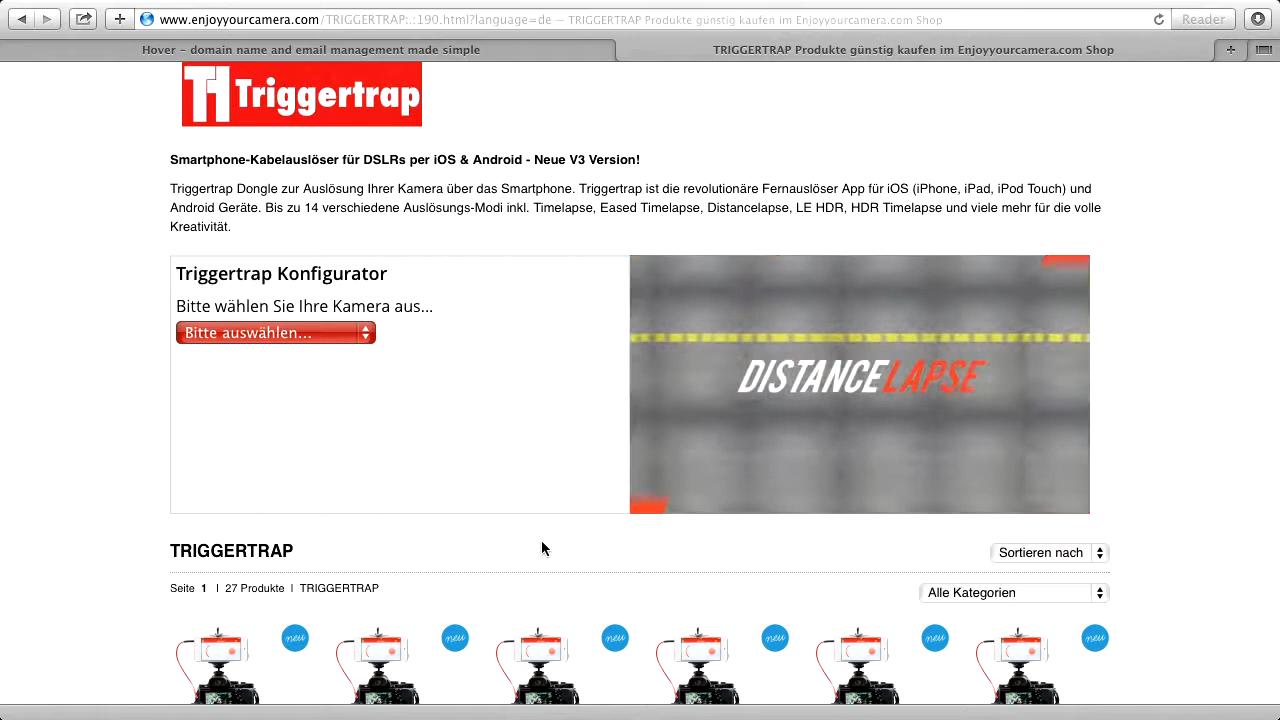 www.enjoyyourcamera.com/TRIGGERTRAP:.:190.html?language=de — TRIGGERTRAP Produkte günstig kaufen im Enjoyyourcamera.com Shop
Reader
Hover – domain name and email management made simple
TRIGGERTRAP Produkte günstig kaufen im Enjoyyourcamera.com Shop
T1 Triggertrap
Smartphone-Kabelauslöser für DSLRs per iOS & Android - Neue V3 Version!
Triggertrap Dongle zur Auslösung Ihrer Kamera über das Smartphone. Triggertrap ist die revolutionäre Fernauslöser App für iOS (iPhone, iPad, iPod Touch) und
Android Geräte. Bis zu 14 verschiedene Auslösungs-Modi inkl. Timelapse, Eased Timelapse, Distancelapse, LE HDR, HDR Timelapse und viele mehr für die volle
Kreativität.
Triggertrap Konfigurator
Bitte wählen Sie Ihre Kamera aus...
Bitte auswählen...
DISTANCELAPSE
TRIGGERTRAP
Sortieren nach
Seite 1 | 27 Produkte | TRIGGERTRAP
Alle Kategorien
neu neu neu neu neu neu